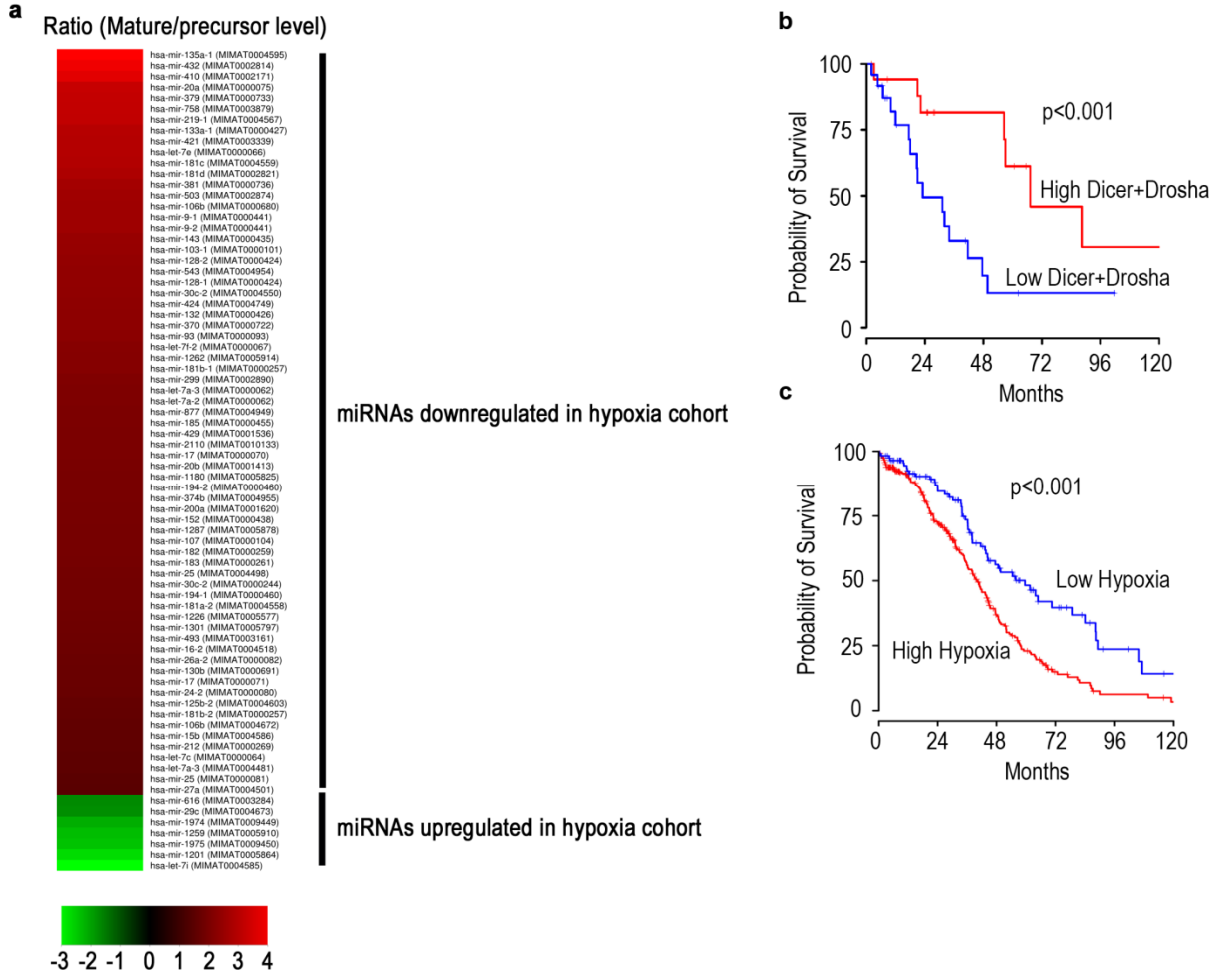 a
Ratio (Mature/precursor level)
hsa-mir-135a-1 (MIMAT0004595)
hsa-mir-432 (MIMAT0002814)
hsa-mir-410 (MIMAT0002171)
hsa-mir-20a (MIMAT0000075)
hsa-mir-379 (MIMAT0000733)
hsa-mir-758 (MIMAT0003879)
hsa-mir-219-1 (MIMAT0004567)
hsa-mir-133a-1 (MIMAT0000427)
hsa-mir-421 (MIMAT0003339)
hsa-let-7e (MIMAT0000066)
hsa-mir-181c (MIMAT0004559)
hsa-mir-181d (MIMAT0002821)
hsa-mir-381 (MIMAT0000736)
hsa-mir-503 (MIMAT0002874)
hsa-mir-106b (MIMAT0000680)
hsa-mir-9-1 (MIMAT0000441)
hsa-mir-9-2 (MIMAT0000441)
hsa-mir-143 (MIMAT0000435)
hsa-mir-103-1 (MIMAT0000101)
hsa-mir-128-2 (MIMAT0000424)
hsa-mir-543 (MIMAT0004954)
hsa-mir-128-1 (MIMAT0000424)
hsa-mir-30c-2 (MIMAT0004550)
hsa-mir-424 (MIMAT0004749)
hsa-mir-132 (MIMAT0000426)
hsa-mir-370 (MIMAT0000722)
hsa-mir-93 (MIMAT0000093)
hsa-let-7f-2 (MIMAT0000067)
hsa-mir-1262 (MIMAT0005914)
hsa-mir-181b-1 (MIMAT0000257)
hsa-mir-299 (MIMAT0002890)
hsa-let-7a-3 (MIMAT0000062)
hsa-let-7a-2 (MIMAT0000062)
hsa-mir-877 (MIMAT0004949)
hsa-mir-185 (MIMAT0000455)
hsa-mir-429 (MIMAT0001536)
hsa-mir-2110 (MIMAT0010133)
hsa-mir-17 (MIMAT0000070)
hsa-mir-20b (MIMAT0001413)
hsa-mir-1180 (MIMAT0005825)
hsa-mir-194-2 (MIMAT0000460)
hsa-mir-374b (MIMAT0004955)
hsa-mir-200a (MIMAT0001620)
hsa-mir-152 (MIMAT0000438)
hsa-mir-1287 (MIMAT0005878)
hsa-mir-107 (MIMAT0000104)
hsa-mir-182 (MIMAT0000259)
hsa-mir-183 (MIMAT0000261)
hsa-mir-25 (MIMAT0004498)
hsa-mir-30c-2 (MIMAT0000244)
hsa-mir-194-1 (MIMAT0000460)
hsa-mir-181a-2 (MIMAT0004558)
hsa-mir-1226 (MIMAT0005577)
hsa-mir-1301 (MIMAT0005797)
hsa-mir-493 (MIMAT0003161)
hsa-mir-16-2 (MIMAT0004518)
hsa-mir-26a-2 (MIMAT0000082)
hsa-mir-130b (MIMAT0000691)
hsa-mir-17 (MIMAT0000071)
hsa-mir-24-2 (MIMAT0000080)
hsa-mir-125b-2 (MIMAT0004603)
hsa-mir-181b-2 (MIMAT0000257)
hsa-mir-106b (MIMAT0004672)
hsa-mir-15b (MIMAT0004586)
hsa-mir-212 (MIMAT0000269)
hsa-let-7c (MIMAT0000064)
hsa-let-7a-3 (MIMAT0004481)
hsa-mir-25 (MIMAT0000081)
hsa-mir-27a (MIMAT0004501)
hsa-mir-616 (MIMAT0003284)
hsa-mir-29c (MIMAT0004673)
hsa-mir-1974 (MIMAT0009449)
hsa-mir-1259 (MIMAT0005910)
hsa-mir-1975 (MIMAT0009450)
hsa-mir-1201 (MIMAT0005864)
hsa-let-7i (MIMAT0004585)
miRNAs downregulated in hypoxia cohort
miRNAs upregulated in hypoxia cohort
-3 -2 -1 0 1 2 3 4
b
Probability of Survival
100
75
50
25
0
p<0.001
High Dicer+Drosha
Low Dicer+Drosha
0 24 48 72 96 120
Months
c
Probability of Survival
100
75
50
25
0
p<0.001
Low Hypoxia
High Hypoxia
0 24 48 72 96 120
Months